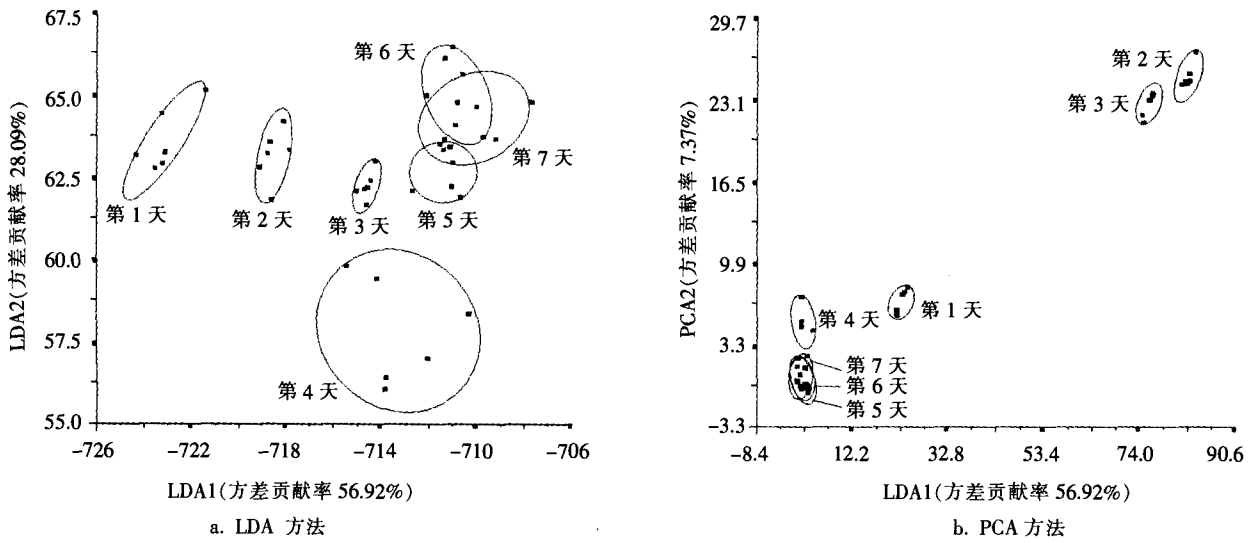 67.5
65.0
62.5
60.0
57.5
55.0
LDA2(方差贡献率 28.09%)
第 6 天
第 7 天
第 1 天
第 2 天
第 3 天
第 5 天
第 4 天
-726
-722
-718
-714
-710
-706
LDA1(方差贡献率 56.92%)
a. LDA 方法
29.7
23.1
16.5
9.9
3.3
-3.3
PCA2(方差贡献率 7.37%)
第 2 天
第 3 天
第 4 天
第 1 天
第 7 天
第 6 天
第 5 天
-8.4
12.2
32.8
53.4
74.0
90.6
LDA1(方差贡献率 56.92%)
b. PCA 方法